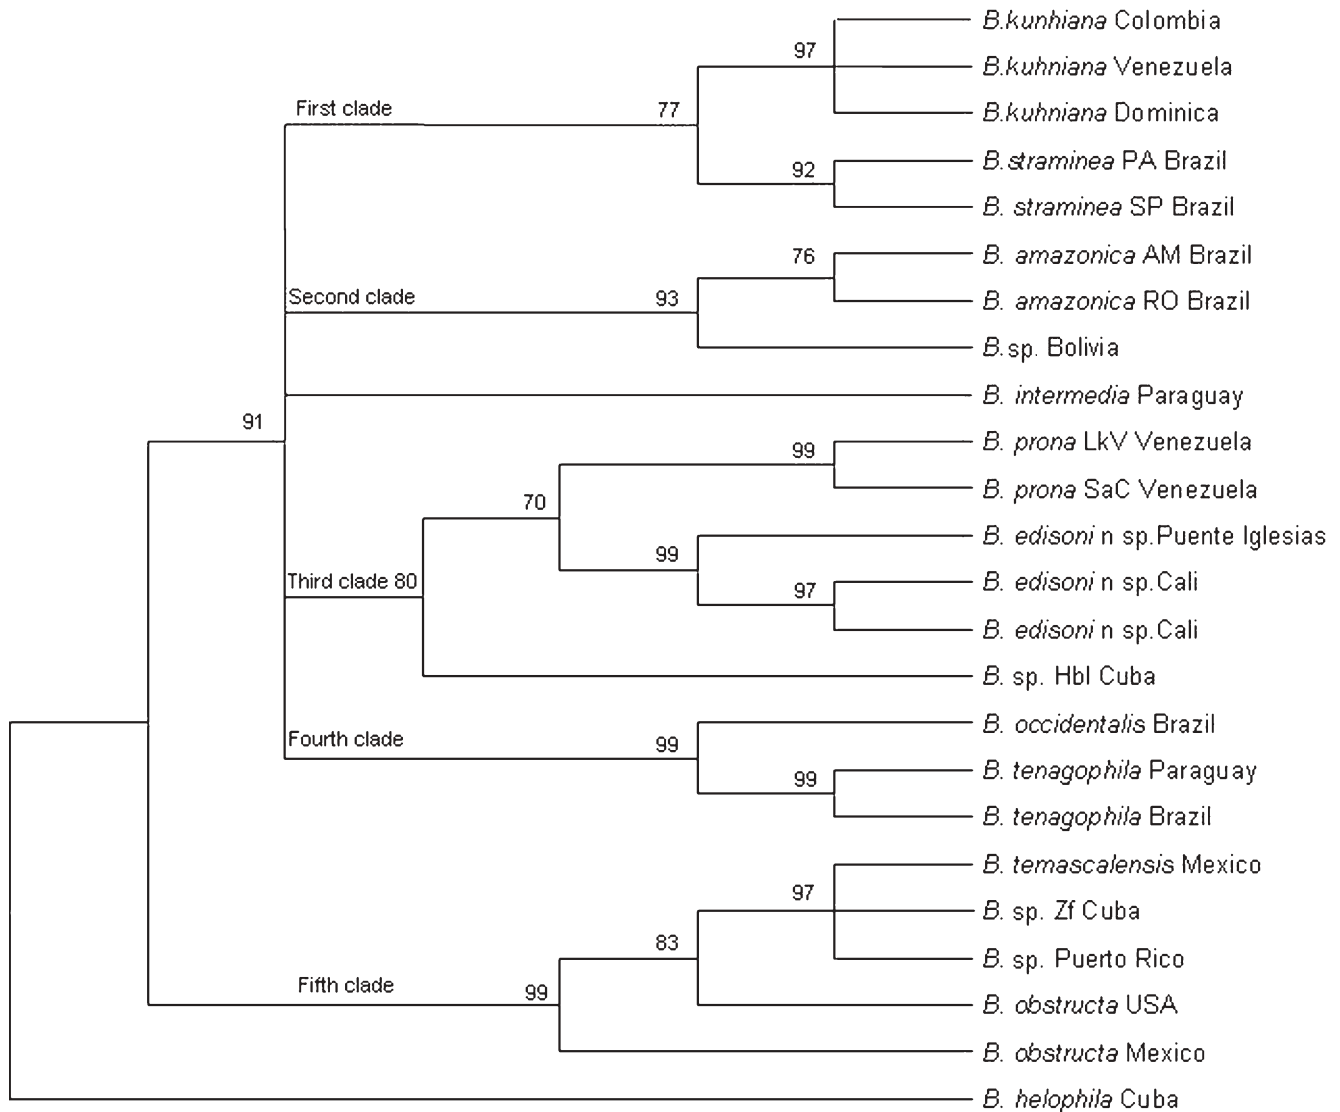 B.kunhiana Colombia
97
B.kuhniana Venezuela
First clade
77
B.kuhniana Dominica
B.straminea PA Brazil
92
B. straminea SP Brazil
B. amazonica AM Brazil
76
Second clade
93
B. amazonica RO Brazil
B.sp. Bolivia
B. intermedia Paraguay
91
B. prona LkV Venezuela
99
B. prona SaC Venezuela
70
B. edisoni n sp.Puente Iglesias
99
Third clade 80
B. edisoni n sp.Cali
97
B. edisoni n sp.Cali
B. sp. Hbl Cuba
B. occidentalis Brazil
Fourth clade
99
B. tenagophila Paraguay
99
B. tenagophila Brazil
B. temascalensis Mexico
97
B. sp. Zf Cuba
83
B. sp. Puerto Rico
Fifth clade
99
B. obstructa USA
B. obstructa Mexico
B. helophila Cuba